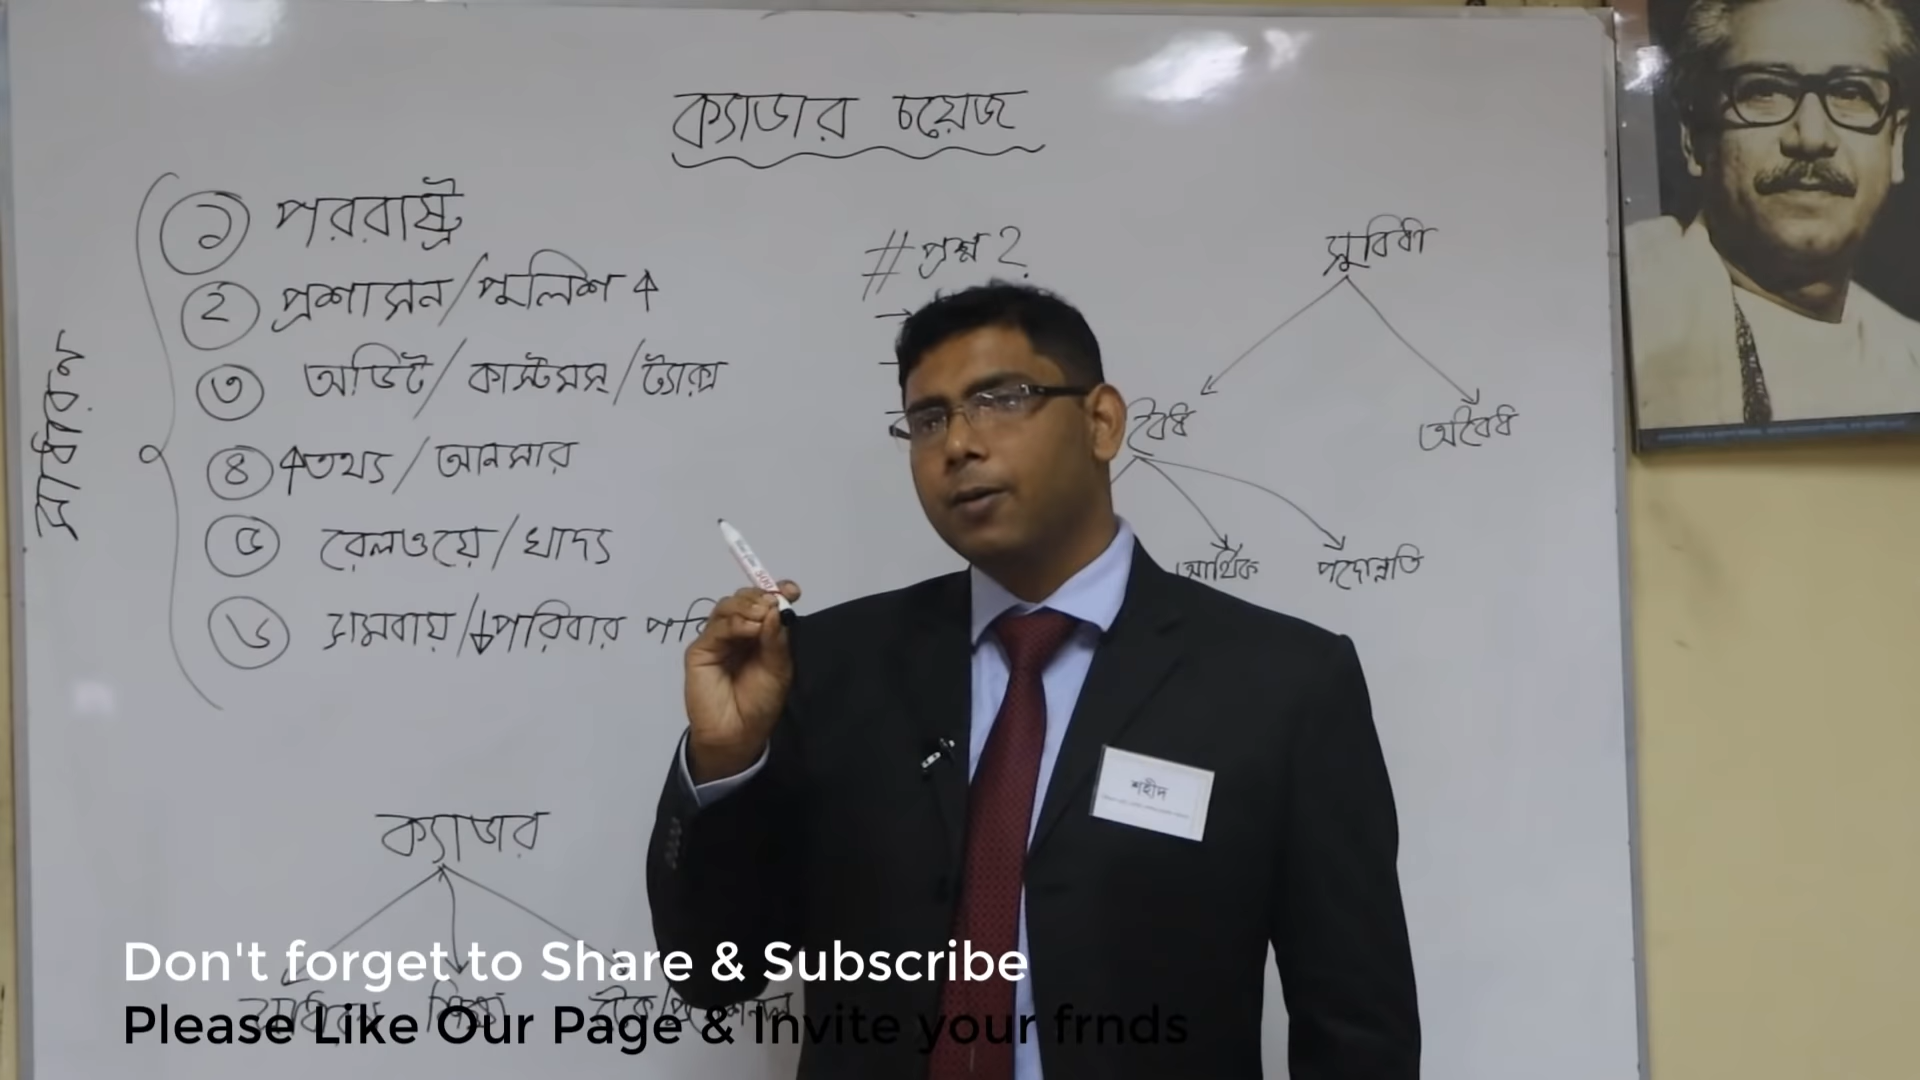 ক্যাডার চয়েজ
সাধারণ
১ পররাষ্ট্র
২ প্রশাসন/পুলিশ ↑
৩ অডিট/কাস্টমস্/ট্যাক্স
৪ ↑তথ্য/আনসার
৫ রেলওয়ে/খাদ্য
৬ সমবায়/↓পরিবার
# প্রশ্ন ?
সুবিধা
বৈধ
অবৈধ
আর্থিক
পদোন্নতি
শহীদ
ক্যাডার
সাধারণ শিক্ষা
Don't forget to Share & Subscribe
Please Like Our Page & Invite your frnds